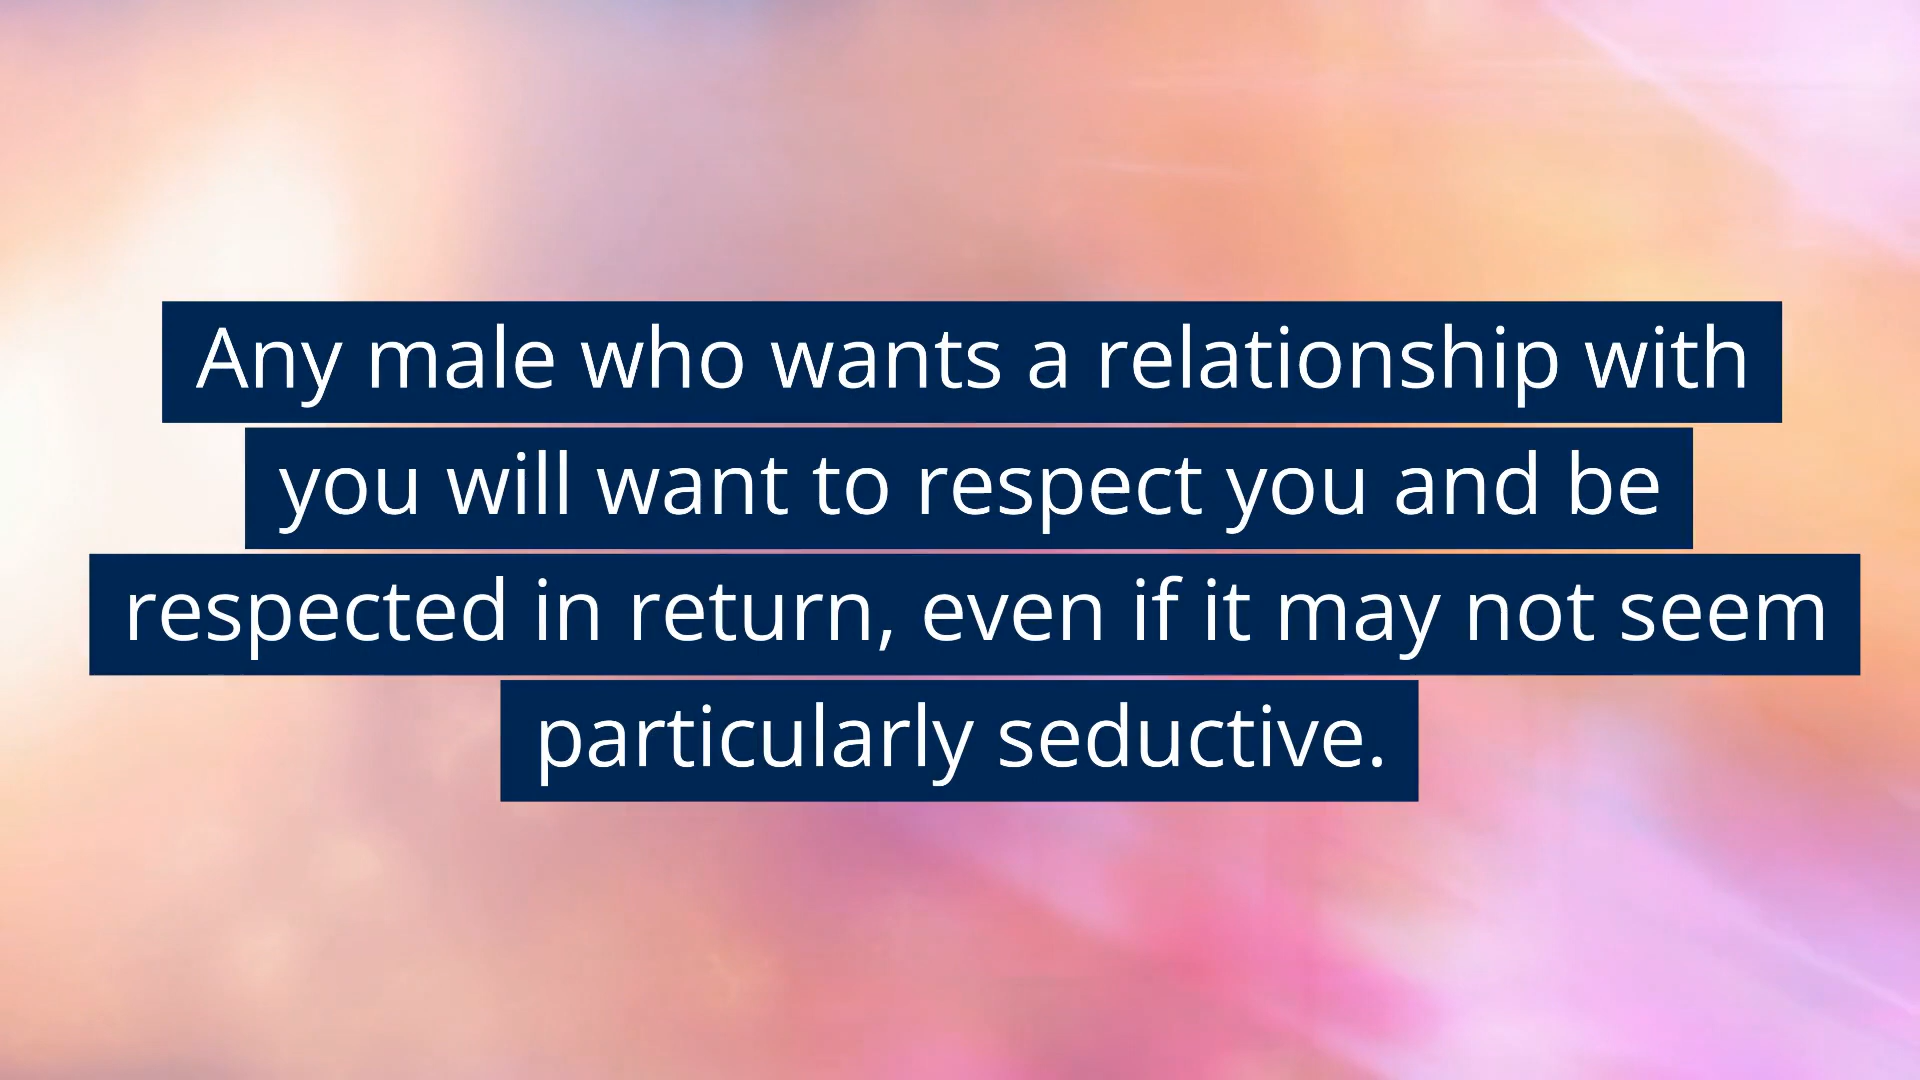 Any male who wants a relationship with
you will want to respect you and be
respected in return, even if it may not seem
particularly seductive.